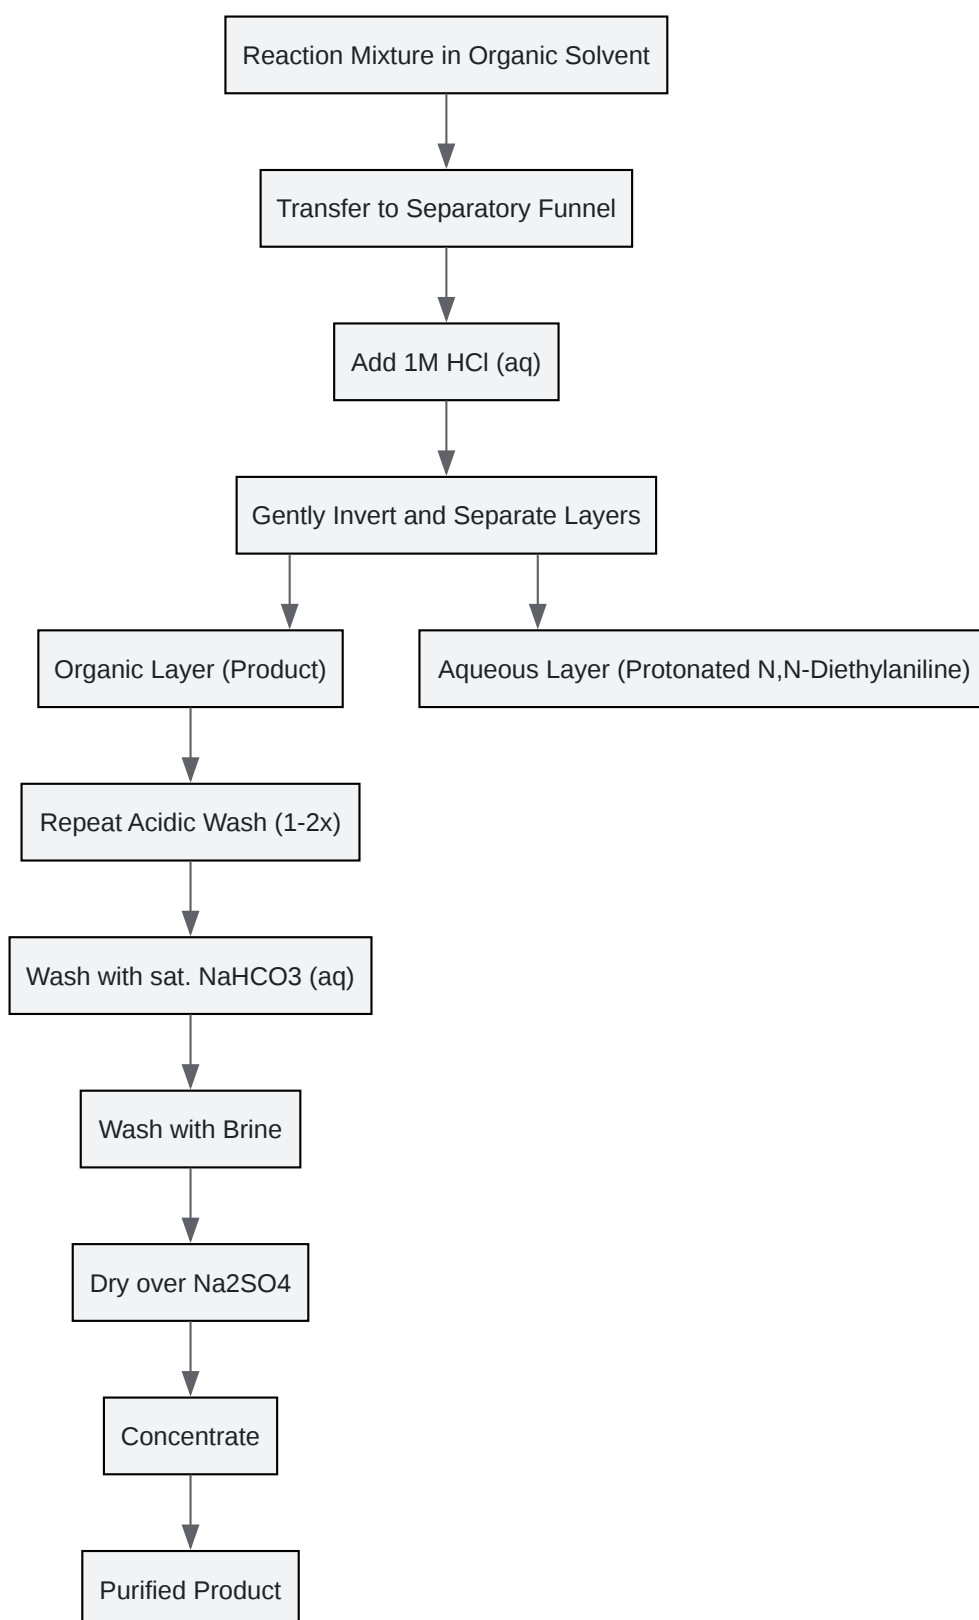 Reaction Mixture in Organic Solvent
Transfer to Separatory Funnel
Add 1M HCl (aq)
Gently Invert and Separate Layers
Organic Layer (Product)
Aqueous Layer (Protonated N,N-Diethylaniline)
Repeat Acidic Wash (1-2x)
Wash with sat. NaHCO3 (aq)
Wash with Brine
Dry over Na2SO4
Concentrate
Purified Product